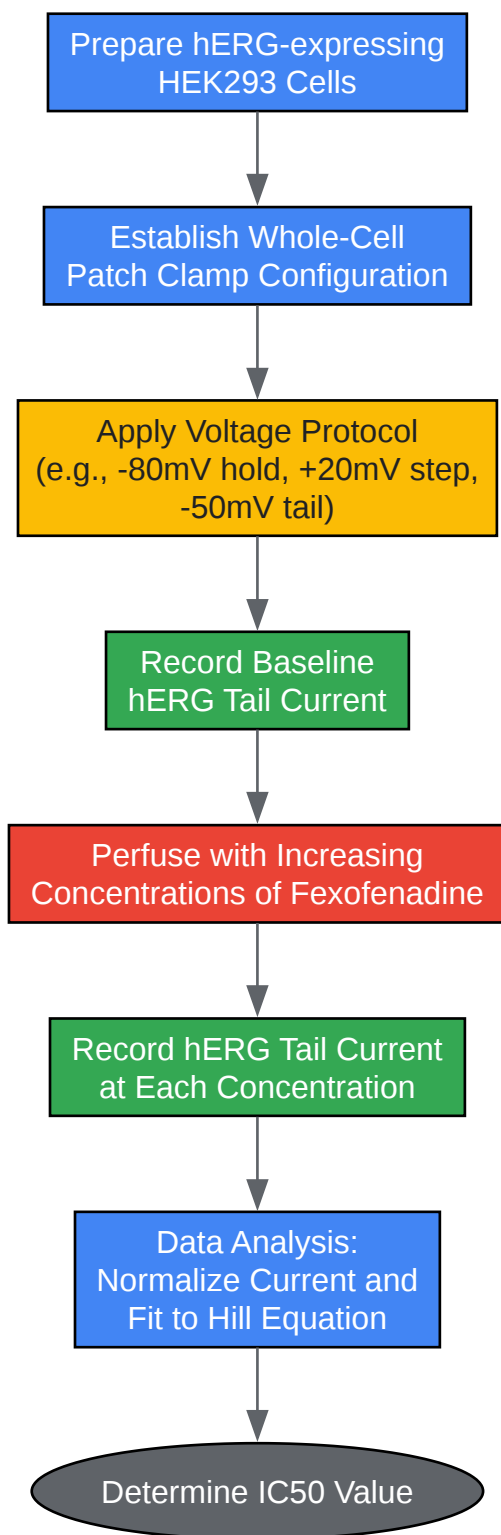 Prepare hERG-expressing
HEK293 Cells
Establish Whole-Cell
Patch Clamp Configuration
Apply Voltage Protocol
(e.g., -80mV hold, +20mV step,
-50mV tail)
Record Baseline
hERG Tail Current
Perfuse with Increasing
Concentrations of Fexofenadine
Record hERG Tail Current
at Each Concentration
Data Analysis:
Normalize Current and
Fit to Hill Equation
Determine IC50 Value